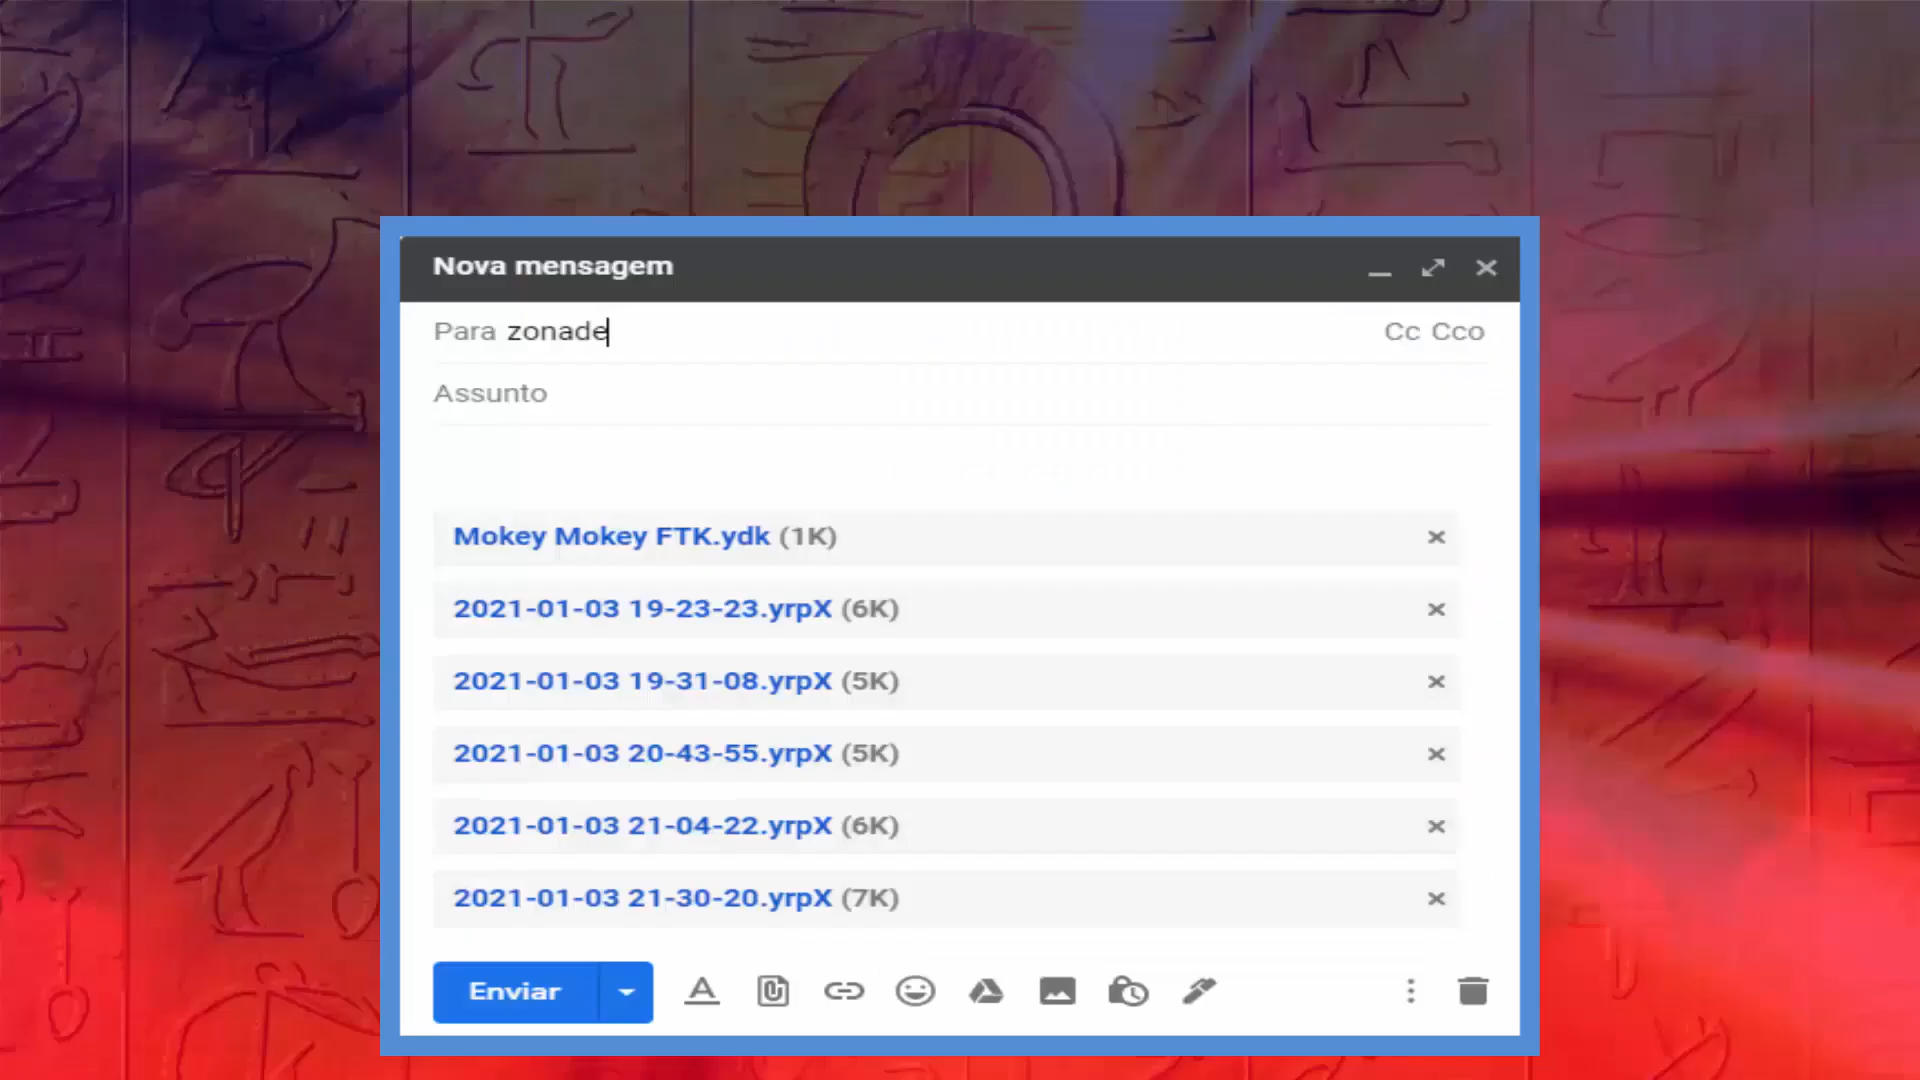 Nova mensagem
Para zonade
Cc Cco
Assunto
Mokey Mokey FTK.ydk (1K)
2021-01-03 19-23-23.yrpX (6K)
2021-01-03 19-31-08.yrpX (5K)
2021-01-03 20-43-55.yrpX (5K)
2021-01-03 21-04-22.yrpX (6K)
2021-01-03 21-30-20.yrpX (7K)
Enviar